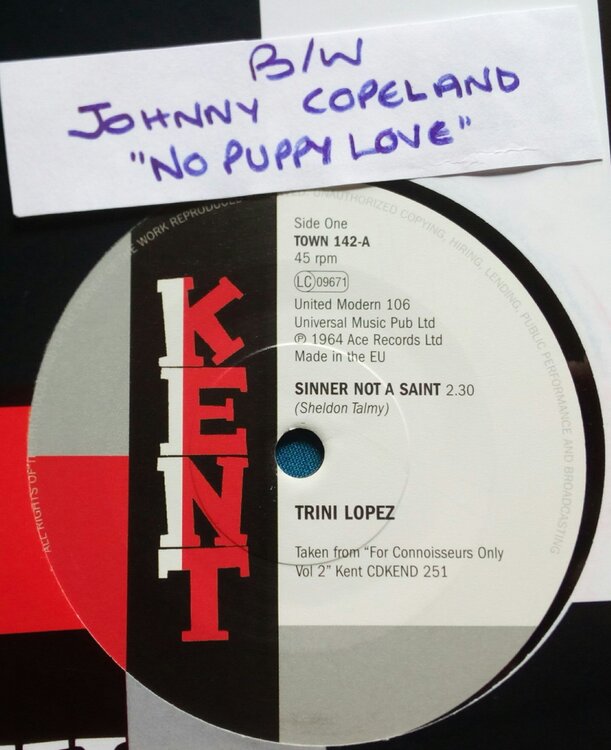 B/W
JOHNNY COPELAND
"NO PUPPY LOVE"
WORK REPRODUCED
UNAUTHORIZED COPYING, HIRING, LENDING, PUBLIC PERFORMANCE AND BROADCASTING
ALL RIGHTS OF T
KENT
Side One
TOWN 142-A
45 rpm
LC 09671
United Modern 106
Universal Music Pub Ltd
℗ 1964 Ace Records Ltd
Made in the EU
SINNER NOT A SAINT 2.30
(Sheldon Talmy)
TRINI LOPEZ
Taken from "For Connoisseurs Only
Vol 2" Kent CDKEND 251